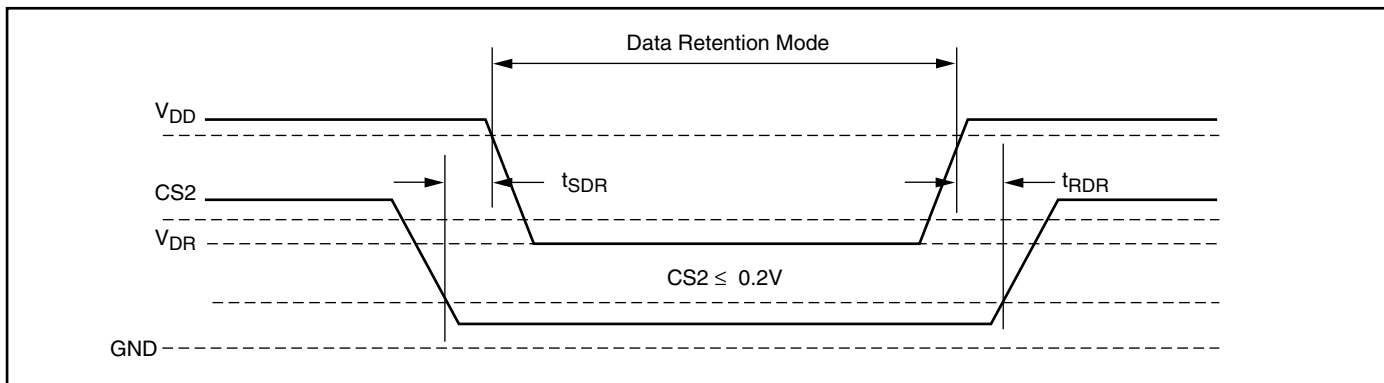 Data Retention Mode
VDD
tSDR
tRDR
CS2
VDR
CS2 ≤ 0.2V
GND